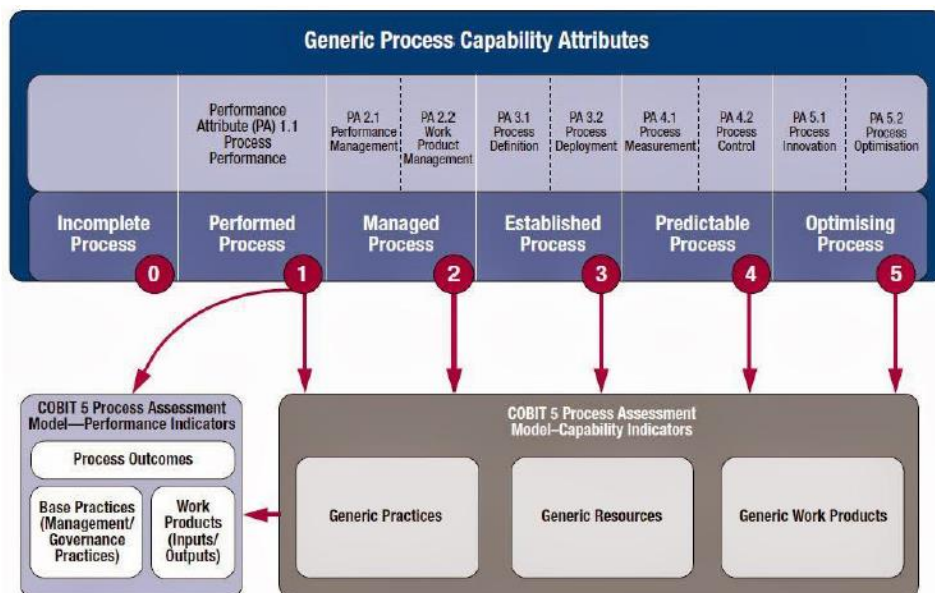 Generic Process Capability Attributes
Performance
Attribute (PA) 1.1
Process
Performance
PA 2.1
Performance
Management
PA 2.2
Work
Product
Management
PA 3.1
Process
Definition
PA 3.2
Process
Deployment
PA 4.1
Process
Measurement
PA 4.2
Process
Control
PA 5.1
Process
Innovation
PA 5.2
Process
Optimisation
Incomplete
Process
0
Performed
Process
1
Managed
Process
2
Established
Process
3
Predictable
Process
4
Optimising
Process
5
COBIT 5 Process Assessment
Model—Performance Indicators
Process Outcomes
Base Practices
(Management/
Governance
Practices)
Work
Products
(Inputs/
Outputs)
COBIT 5 Process Assessment
Model–Capability Indicators
Generic Practices
Generic Resources
Generic Work Products